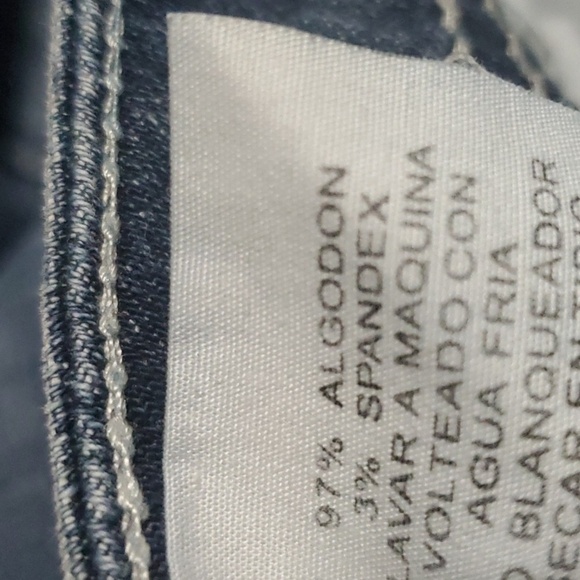 97% ALGODON
3% SPANDEX
LAVAR A MAQUINA
VOLTEADO CON
AGUA FRIA
BLANQUEADOR